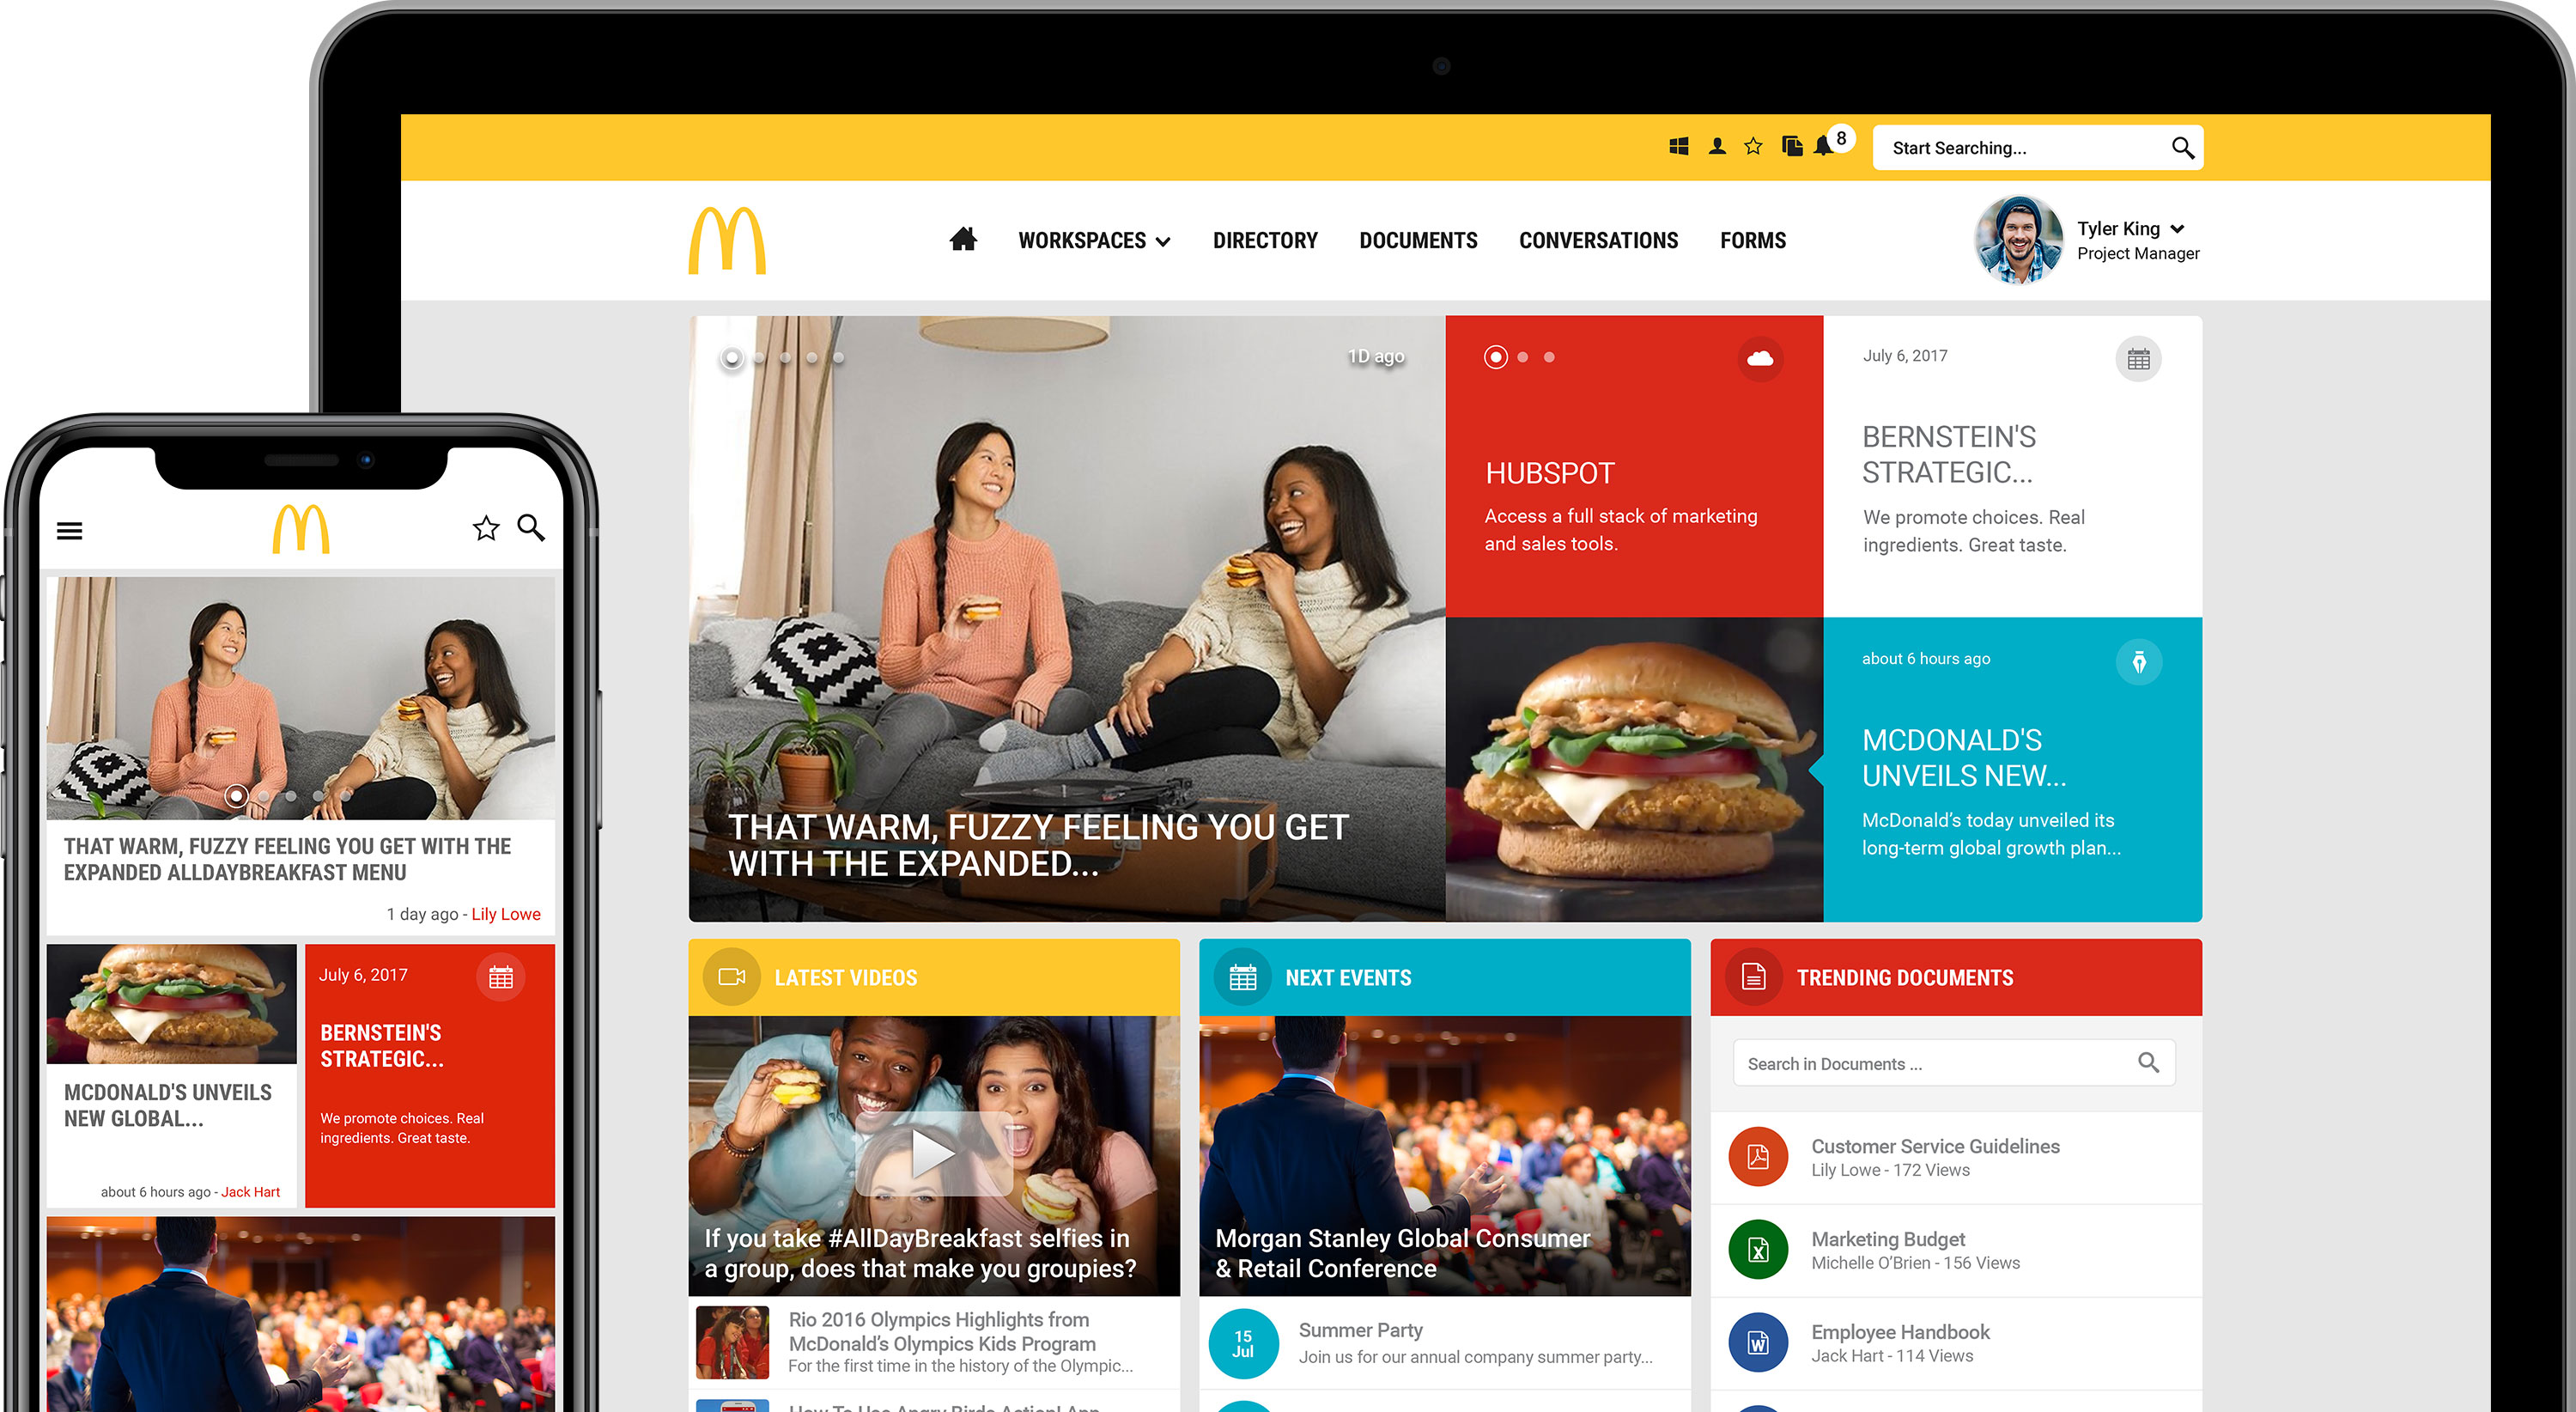 8
Start Searching...
WORKSPACES
DIRECTORY
DOCUMENTS
CONVERSATIONS
FORMS
Tyler King
Project Manager
1D ago
THAT WARM, FUZZY FEELING YOU GET
WITH THE EXPANDED...
HUBSPOT
Access a full stack of marketing
and sales tools.
July 6, 2017
BERNSTEIN'S
STRATEGIC...
We promote choices. Real
ingredients. Great taste.
about 6 hours ago
MCDONALD'S
UNVEILS NEW...
McDonald’s today unveiled its
long-term global growth plan...
LATEST VIDEOS
If you take #AllDayBreakfast selfies in
a group, does that make you groupies?
Rio 2016 Olympics Highlights from
McDonald’s Olympics Kids Program
For the first time in the history of the Olympic...
How To Use Angry Birds Action! App
NEXT EVENTS
Morgan Stanley Global Consumer
& Retail Conference
15
Jul
Summer Party
Join us for our annual company summer party...
TRENDING DOCUMENTS
Search in Documents ...
Customer Service Guidelines
Lily Lowe - 172 Views
Marketing Budget
Michelle O’Brien - 156 Views
Employee Handbook
Jack Hart - 114 Views
THAT WARM, FUZZY FEELING YOU GET WITH THE
EXPANDED ALLDAYBREAKFAST MENU
1 day ago - Lily Lowe
MCDONALD'S UNVEILS
NEW GLOBAL...
about 6 hours ago - Jack Hart
July 6, 2017
BERNSTEIN'S
STRATEGIC...
We promote choices. Real
ingredients. Great taste.